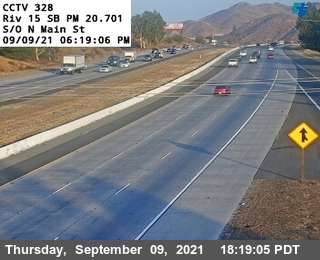 CCTV 328
Riv 15 SB PM 20.701
S/O N Main St
09/09/21 06:19:06 PM
Thursday, September 09, 2021 18:19:05 PDT